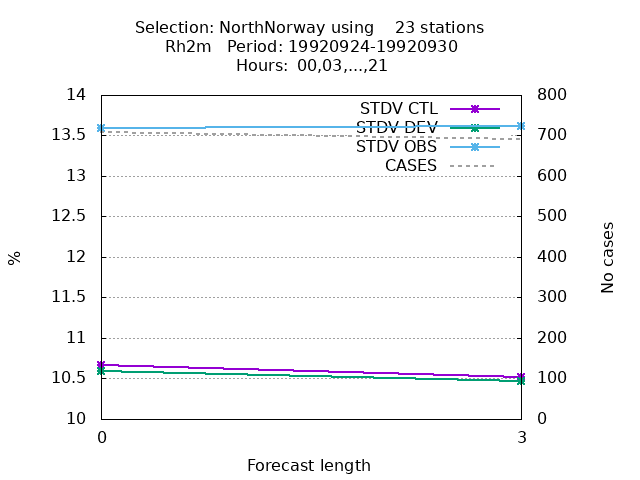 Selection: NorthNorway using    23 stations
Rh2m   Period: 19920924-19920930
Hours: 00,03,...,21
14
13.5
13
12.5
12
11.5
11
10.5
10
%
STDV CTL
STDV DEV
STDV OBS
CASES
800
700
600
500
400
300
200
100
0
No cases
0
3
Forecast length